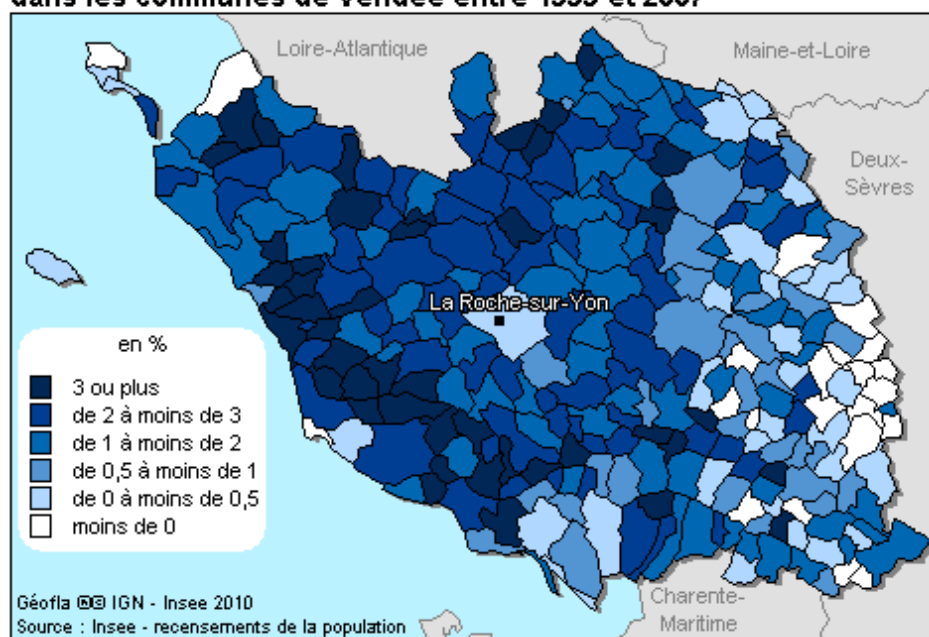 dans les communes de Vendée entre 1999 et 2007
Loire-Atlantique
Maine-et-Loire
Deux-
Sèvres
La Roche-sur-Yon
en %
3 ou plus
de 2 à moins de 3
de 1 à moins de 2
de 0,5 à moins de 1
de 0 à moins de 0,5
moins de 0
Géofla IGN - Insee 2010
Source : Insee - recensements de la population
Charente-
Maritime